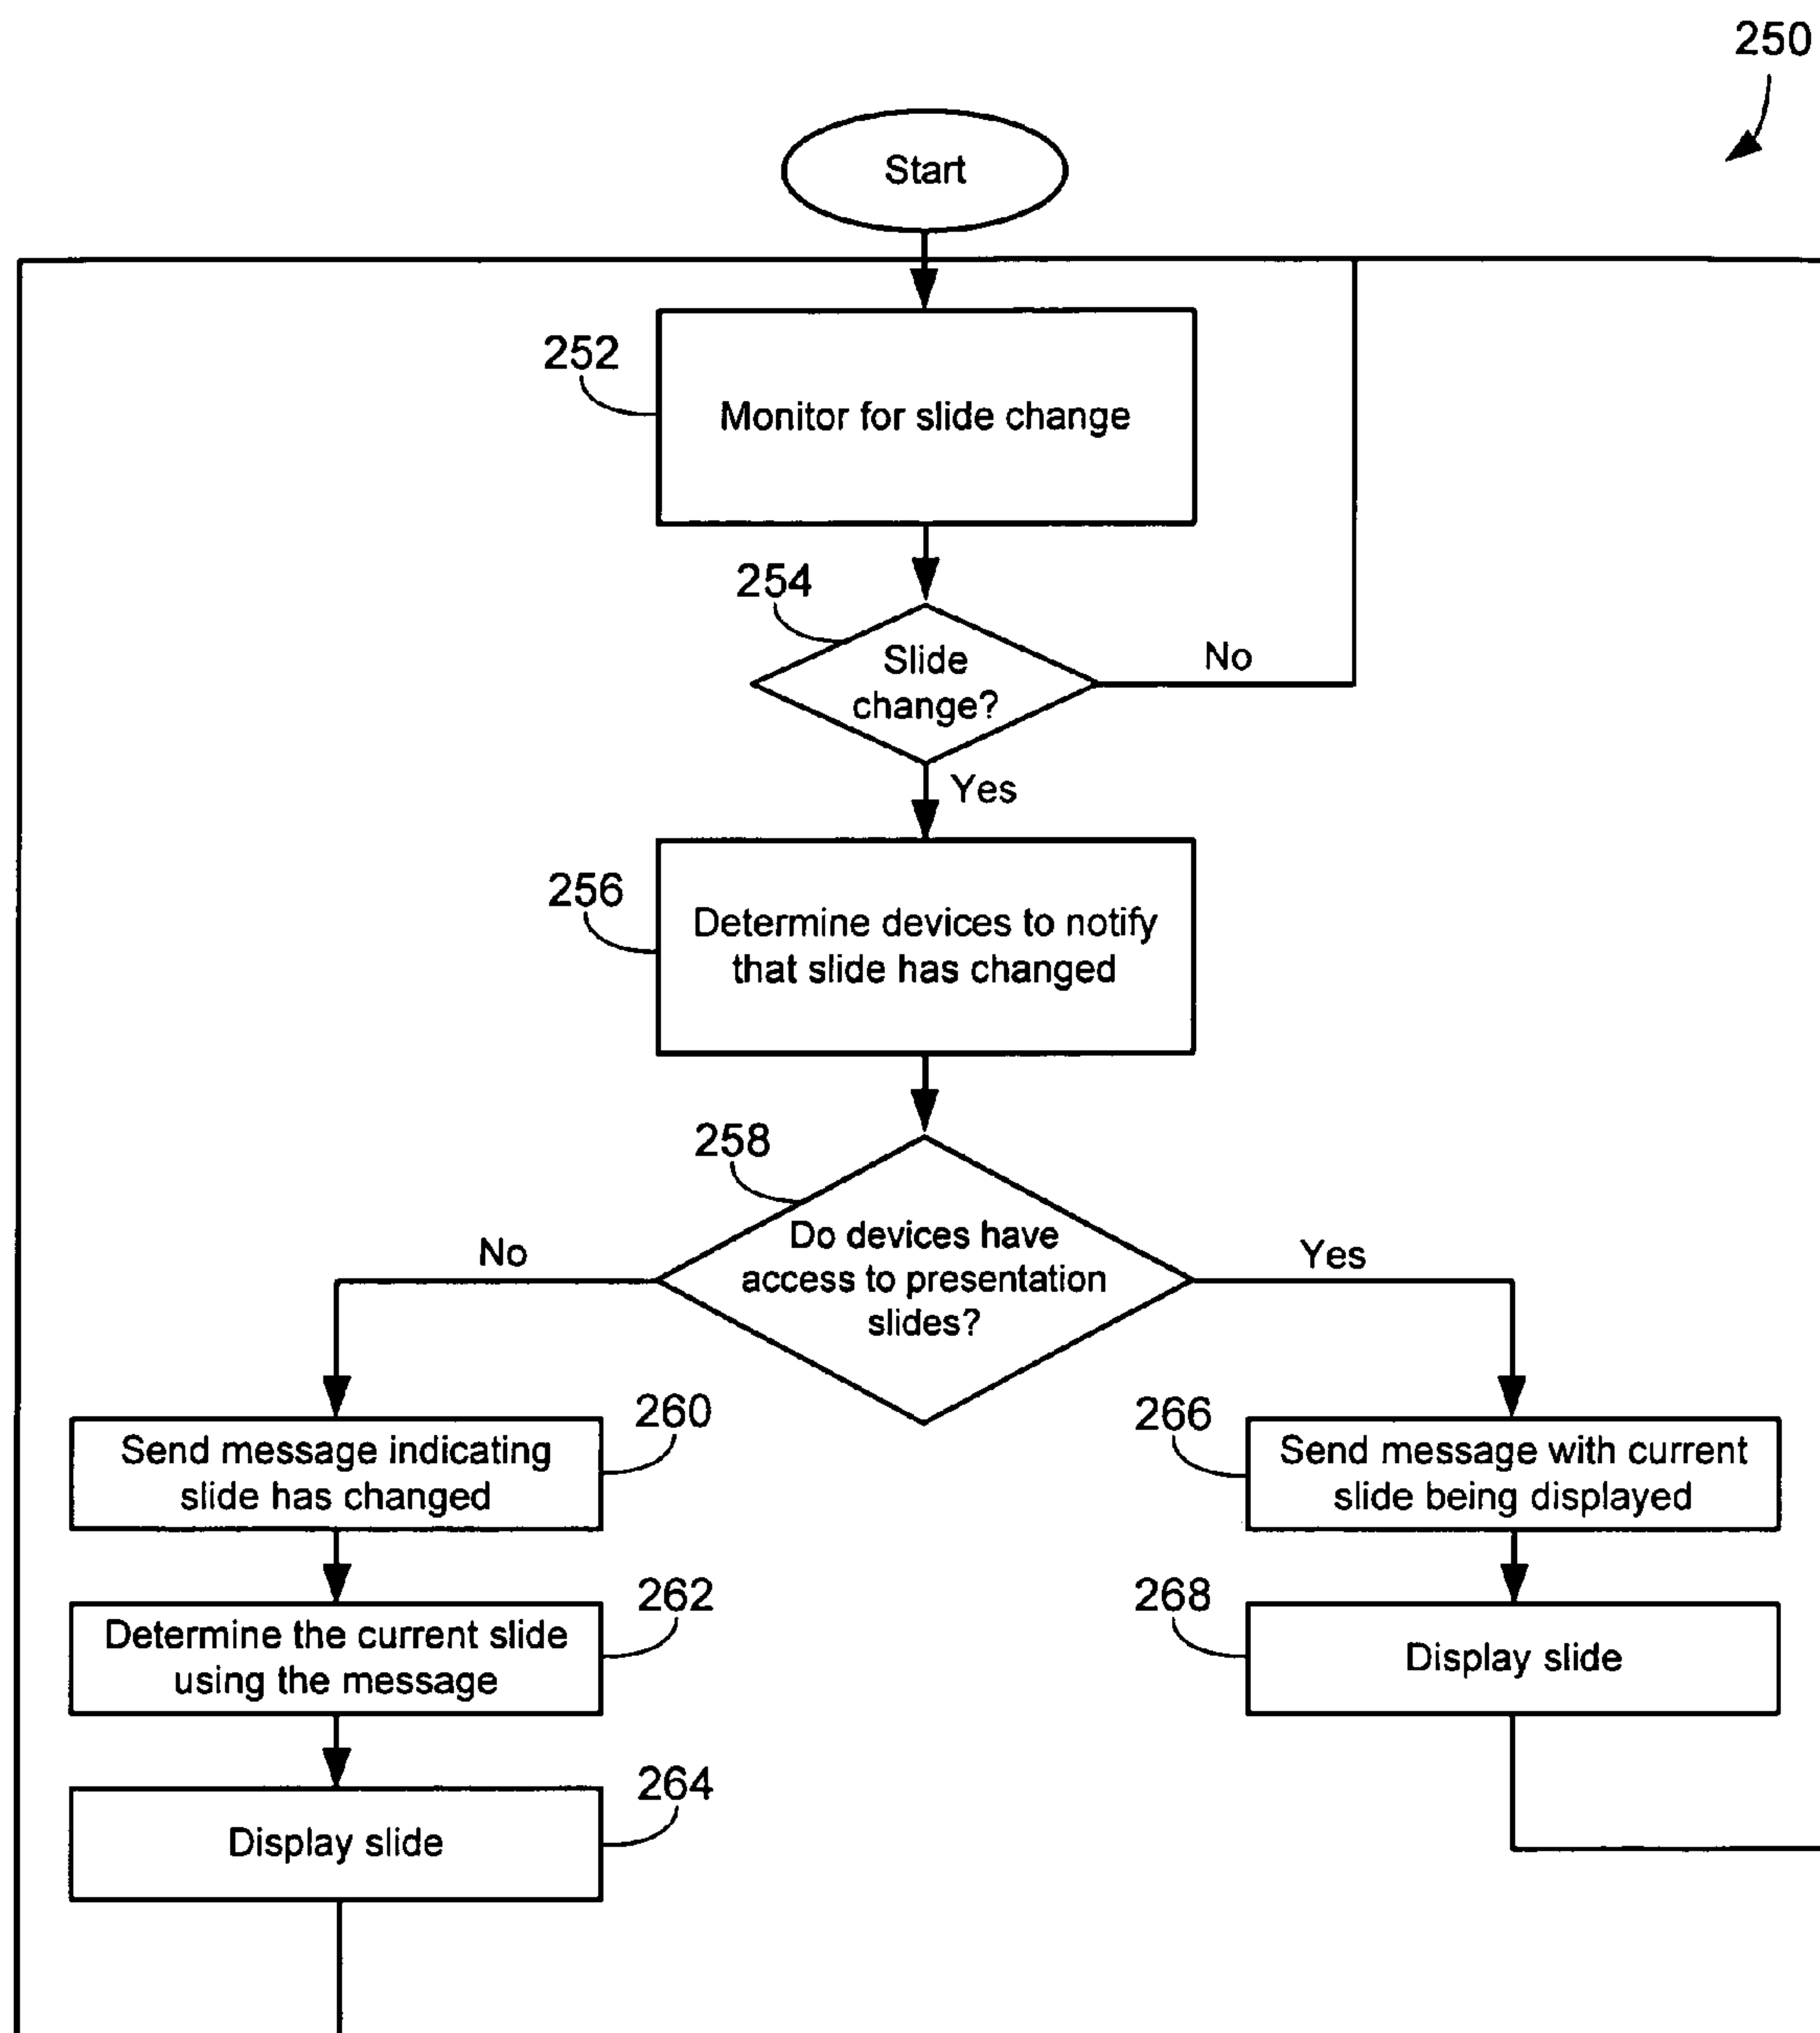 250
Start
252
Monitor for slide change
254
Slide
change?
No
Yes
256
Determine devices to notify
that slide has changed
258
Do devices have
access to presentation
slides?
No
Yes
260
Send message indicating
slide has changed
266
Send message with current
slide being displayed
262
Determine the current slide
using the message
268
Display slide
264
Display slide